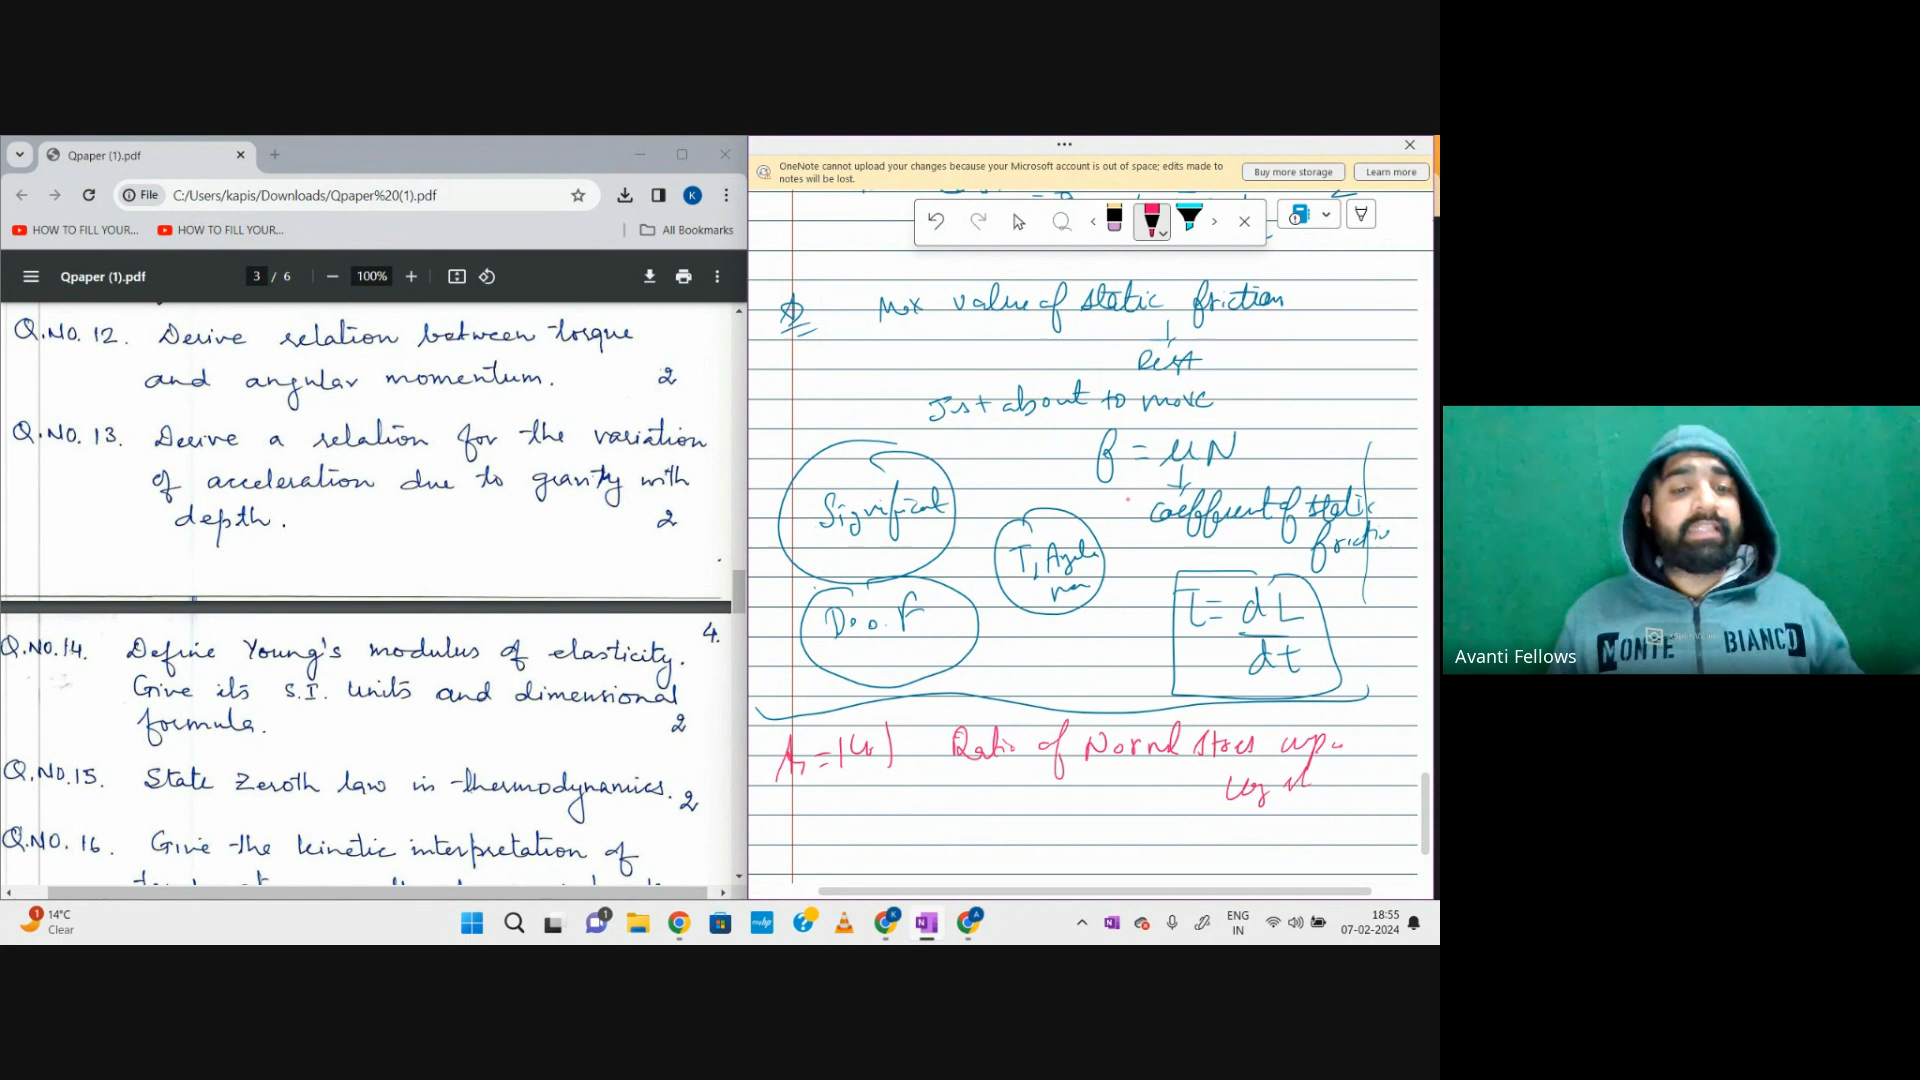 Qpaper (1).pdf
File C:/Users/kapis/Downloads/Qpaper%20(1).pdf
HOW TO FILL YOUR... HOW TO FILL YOUR... All Bookmarks
Qpaper (1).pdf 3 / 6 100%
Q.NO. 12. Derive relation between torque
and angular momentum. 2
Q.NO. 13. Derive a relation for the variation
of acceleration due to gravity with
depth. 2
4.
Q.NO.14. Define Young's modulus of elasticity.
Give its S.I. Units and dimensional
formula. 2
Q.NO.15. State Zeroth law in thermodynamics. 2
Q.NO. 16. Give the kinetic interpretation of
OneNote cannot upload your changes because your Microsoft account is out of space; edits made to
notes will be lost.
Buy more storage Learn more
Max value of static friction
Rest
Just about to move
f = μN
coefficient of static
Significat
D.o.F
τ = dL
dt
Ratio of Normal
MONTE BIANCO
Avanti Fellows
1 14°C
Clear
ENG
IN
18:55
07-02-2024